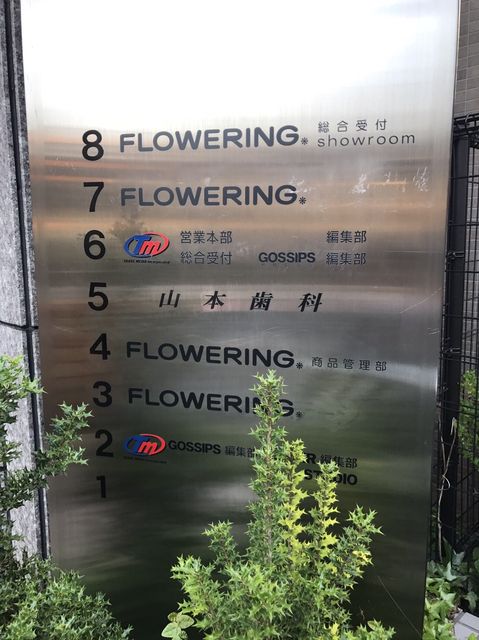 8 FLOWERING 総合受付 showroom
7 FLOWERING
6 Tm 営業本部 編集部
総合受付 GOSSIPS 編集部
5 山本歯科
4 FLOWERING 商品管理部
3 FLOWERING
2 Tm GOSSIPS 編集部 R 編集部
1